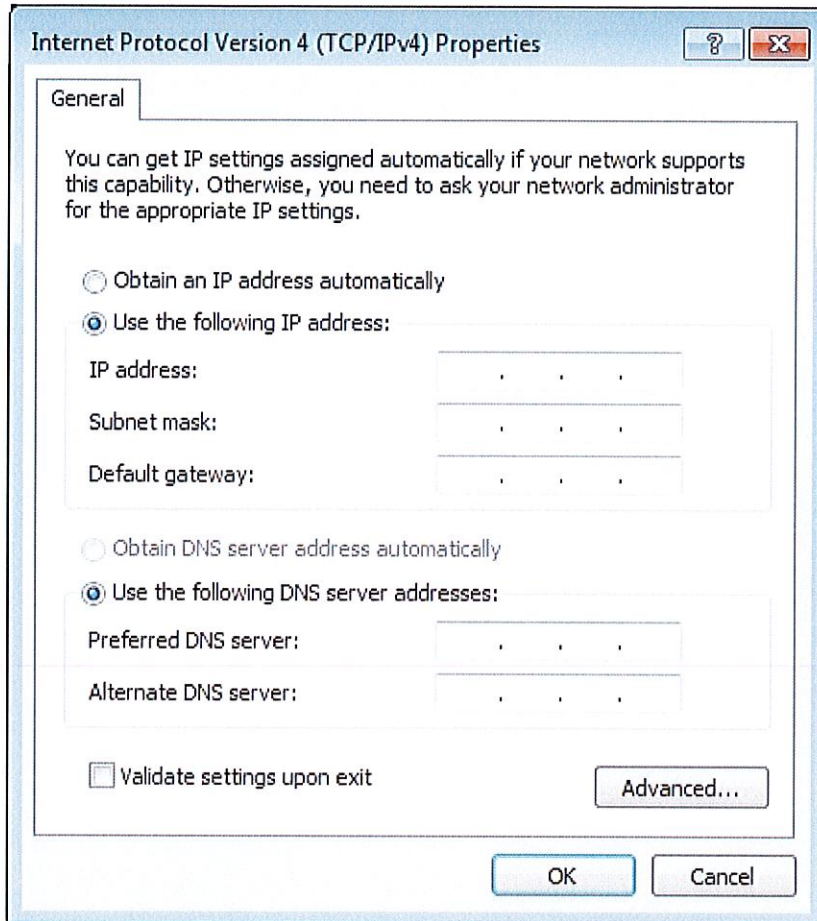 Internet Protocol Version 4 (TCP/IPv4) Properties
?
X
General
You can get IP settings assigned automatically if your network supports
this capability. Otherwise, you need to ask your network administrator
for the appropriate IP settings.
Obtain an IP address automatically
Use the following IP address:
IP address: . . .
Subnet mask: . . .
Default gateway: . . .
Obtain DNS server address automatically
Use the following DNS server addresses:
Preferred DNS server: . . .
Alternate DNS server: . . .
Validate settings upon exit
Advanced...
OK Cancel